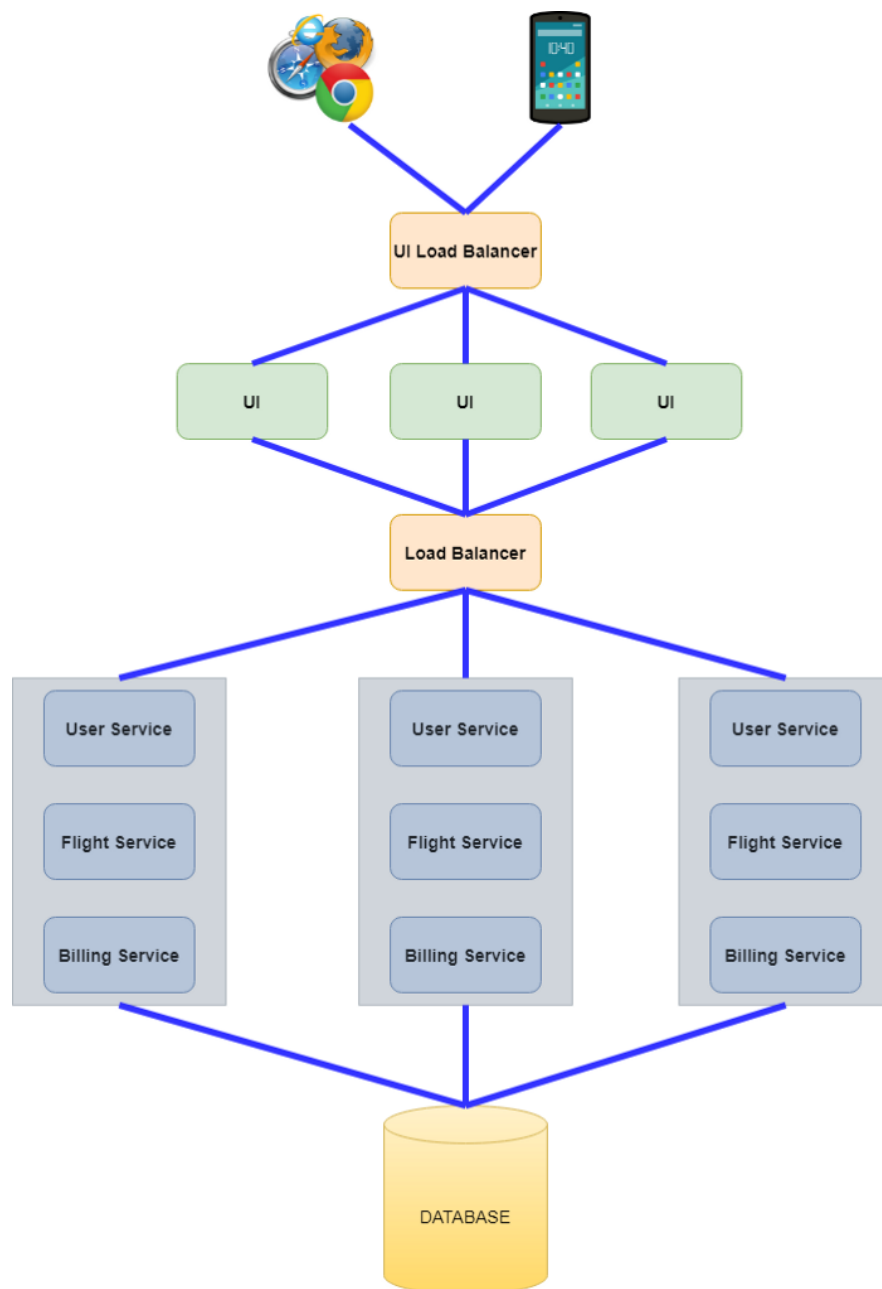 10:40
UI Load Balancer
UI
UI
UI
Load Balancer
User Service
User Service
User Service
Flight Service
Flight Service
Flight Service
Billing Service
Billing Service
Billing Service
DATABASE